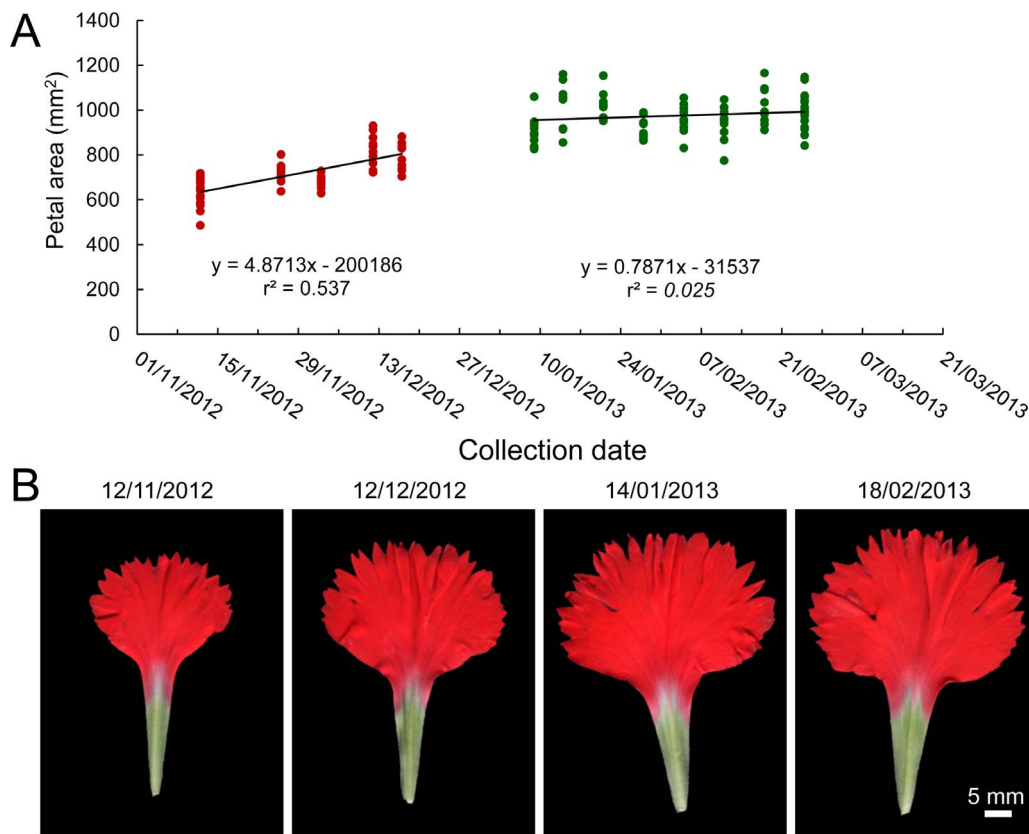 A
1400
1200
1000
800
600
400
200
0
Petal area (mm²)
y = 4.8713x - 200186
r² = 0.537
y = 0.7871x - 31537
r² = 0.025
01/11/2012
15/11/2012
29/11/2012
13/12/2012
27/12/2012
10/01/2013
24/01/2013
07/02/2013
21/02/2013
07/03/2013
21/03/2013
Collection date
B
12/11/2012
12/12/2012
14/01/2013
18/02/2013
5 mm